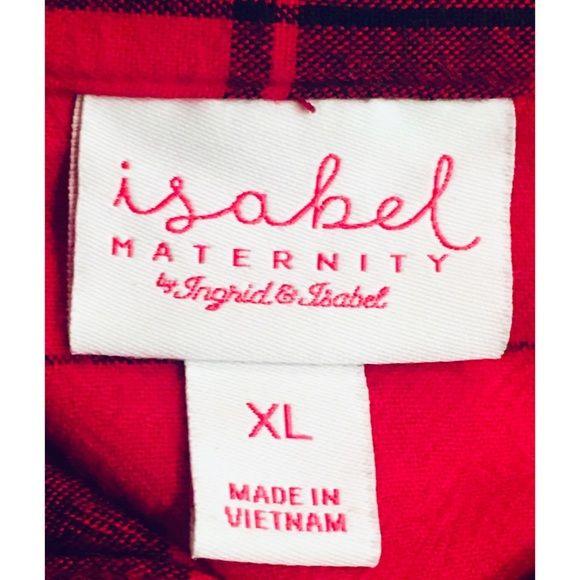 isabel
MATERNITY
by Ingrid & Isabel
XL
MADE IN
VIETNAM